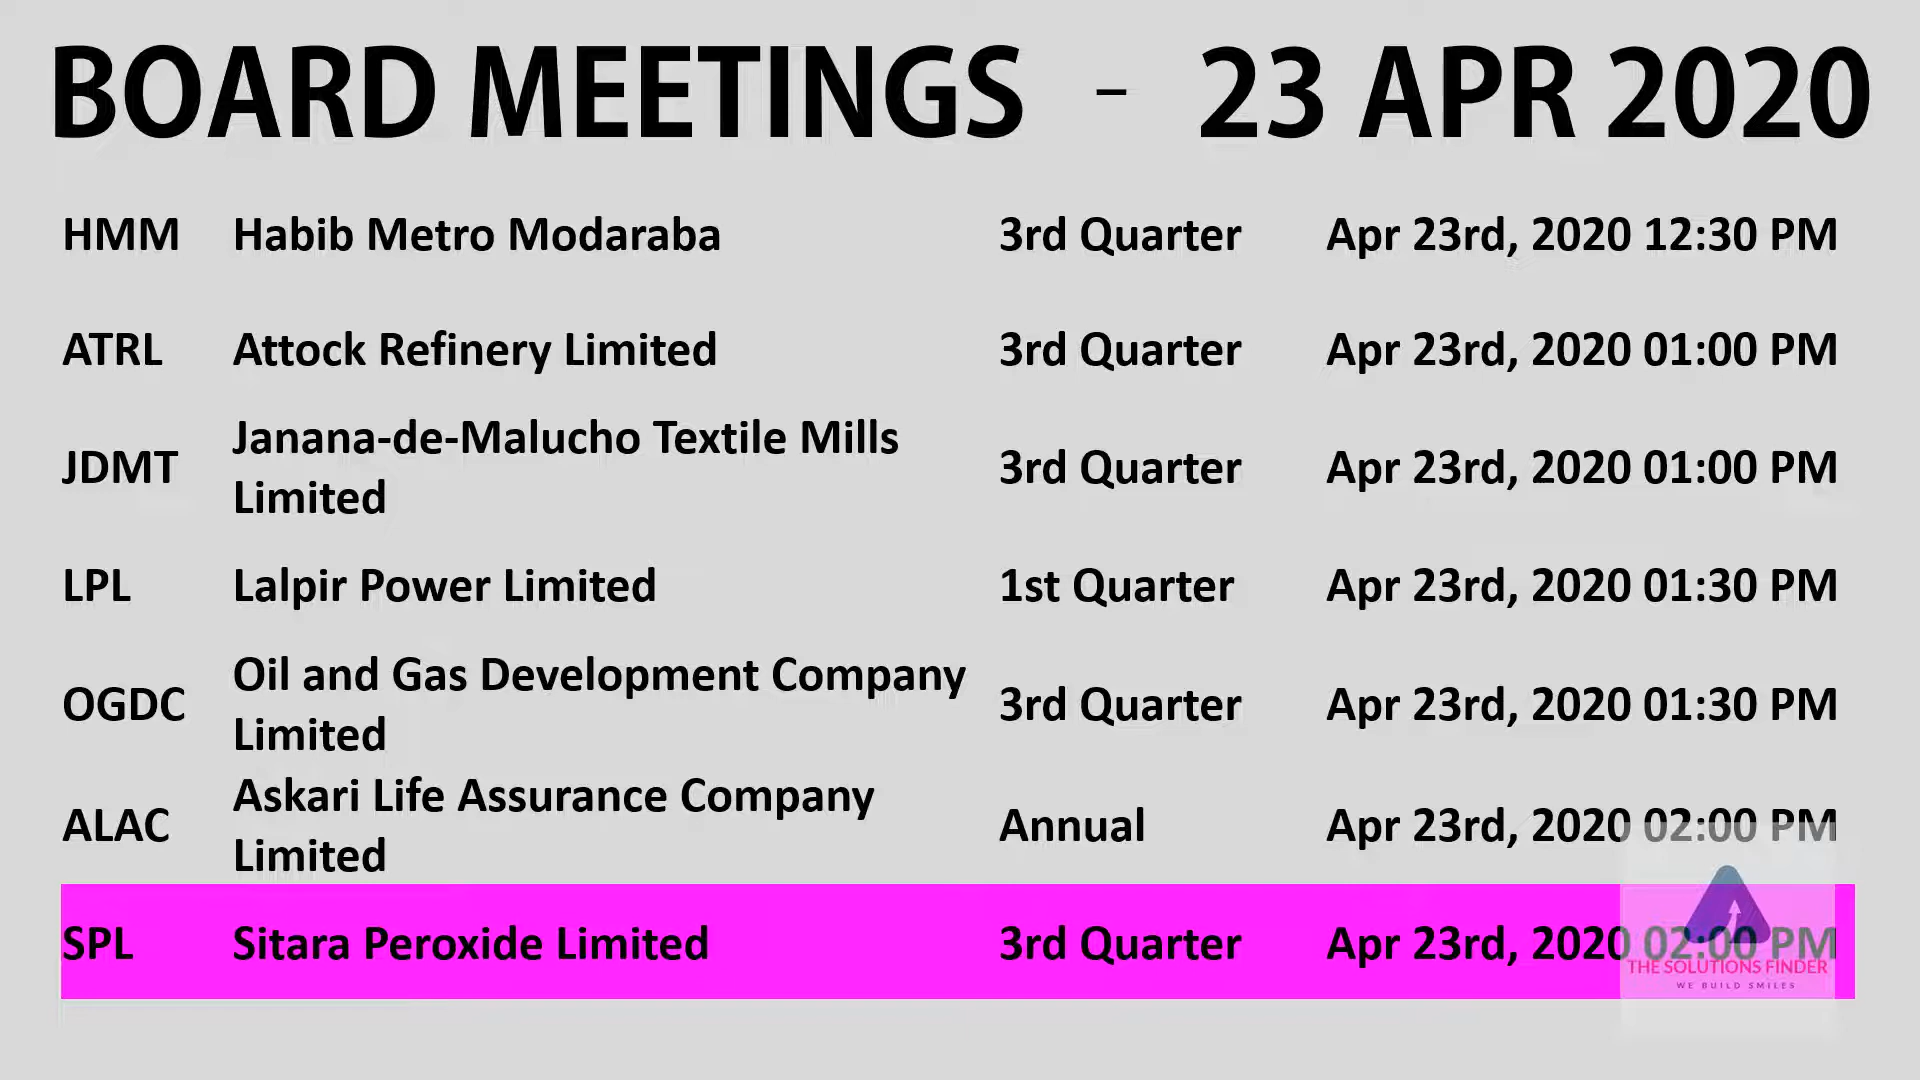 BOARD MEETINGS – 23 APR 2020
HMM Habib Metro Modaraba 3rd Quarter Apr 23rd, 2020 12:30 PM
ATRL Attock Refinery Limited 3rd Quarter Apr 23rd, 2020 01:00 PM
JDMT Janana-de-Malucho Textile Mills Limited 3rd Quarter Apr 23rd, 2020 01:00 PM
LPL Lalpir Power Limited 1st Quarter Apr 23rd, 2020 01:30 PM
OGDC Oil and Gas Development Company Limited 3rd Quarter Apr 23rd, 2020 01:30 PM
ALAC Askari Life Assurance Company Limited Annual Apr 23rd, 2020 02:00 PM
SPL Sitara Peroxide Limited 3rd Quarter Apr 23rd, 2020 02:00 PM
THE SOLUTIONS FINDER
WE BUILD SMILES